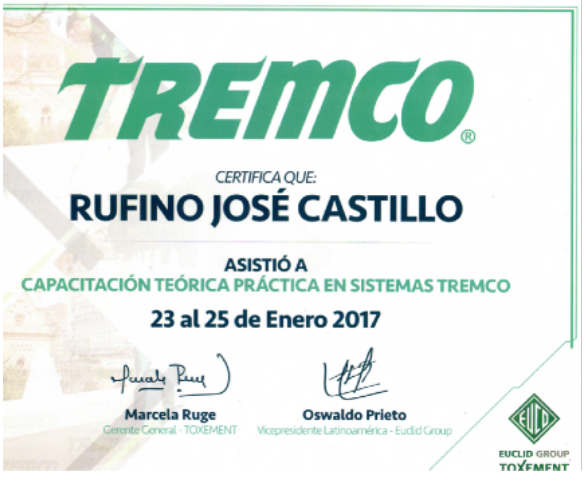 TREMCO®
CERTIFICA QUE:
RUFINO JOSÉ CASTILLO
ASISTIÓ A
CAPACITACIÓN TEÓRICA PRÁCTICA EN SISTEMAS TREMCO
23 al 25 de Enero 2017
Marcela Ruge
Gerente General - TOXEMENT
Oswaldo Prieto
Vicepresidente Latinoamérica - Euclid Group
EUCO
EUCLID GROUP
TOXEMENT